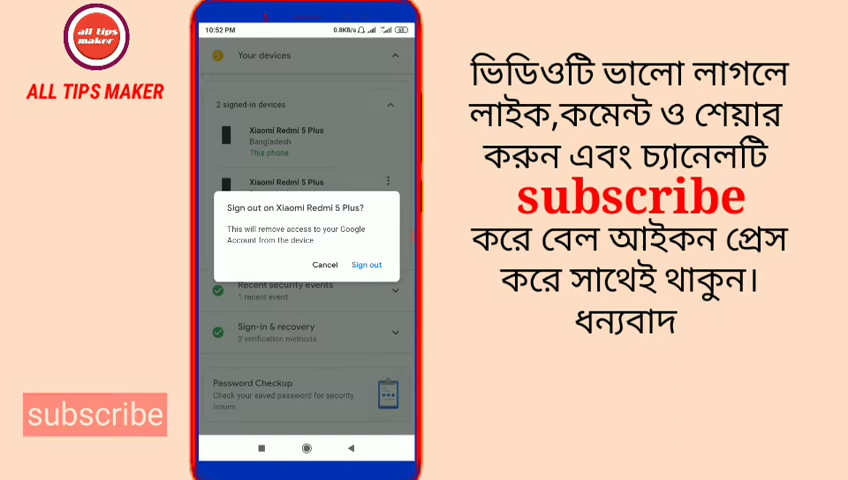 all tips
maker
ALL TIPS MAKER
subscribe
10:52 PM
0.8KB/s
Your devices
2 signed-in devices
Xiaomi Redmi 5 Plus
Bangladesh
This phone
Xiaomi Redmi 5 Plus
Sign out on Xiaomi Redmi 5 Plus?
This will remove access to your Google
Account from the device
Cancel Sign out
Recent security events
1 recent event
Sign-in & recovery
2 verification methods
Password Checkup
Check your saved password for security
issues
ভিডিওটি ভালো লাগলে
লাইক,কমেন্ট ও শেয়ার
করুন এবং চ্যানেলটি
subscribe
করে বেল আইকন প্রেস
করে সাথেই থাকুন।
ধন্যবাদ